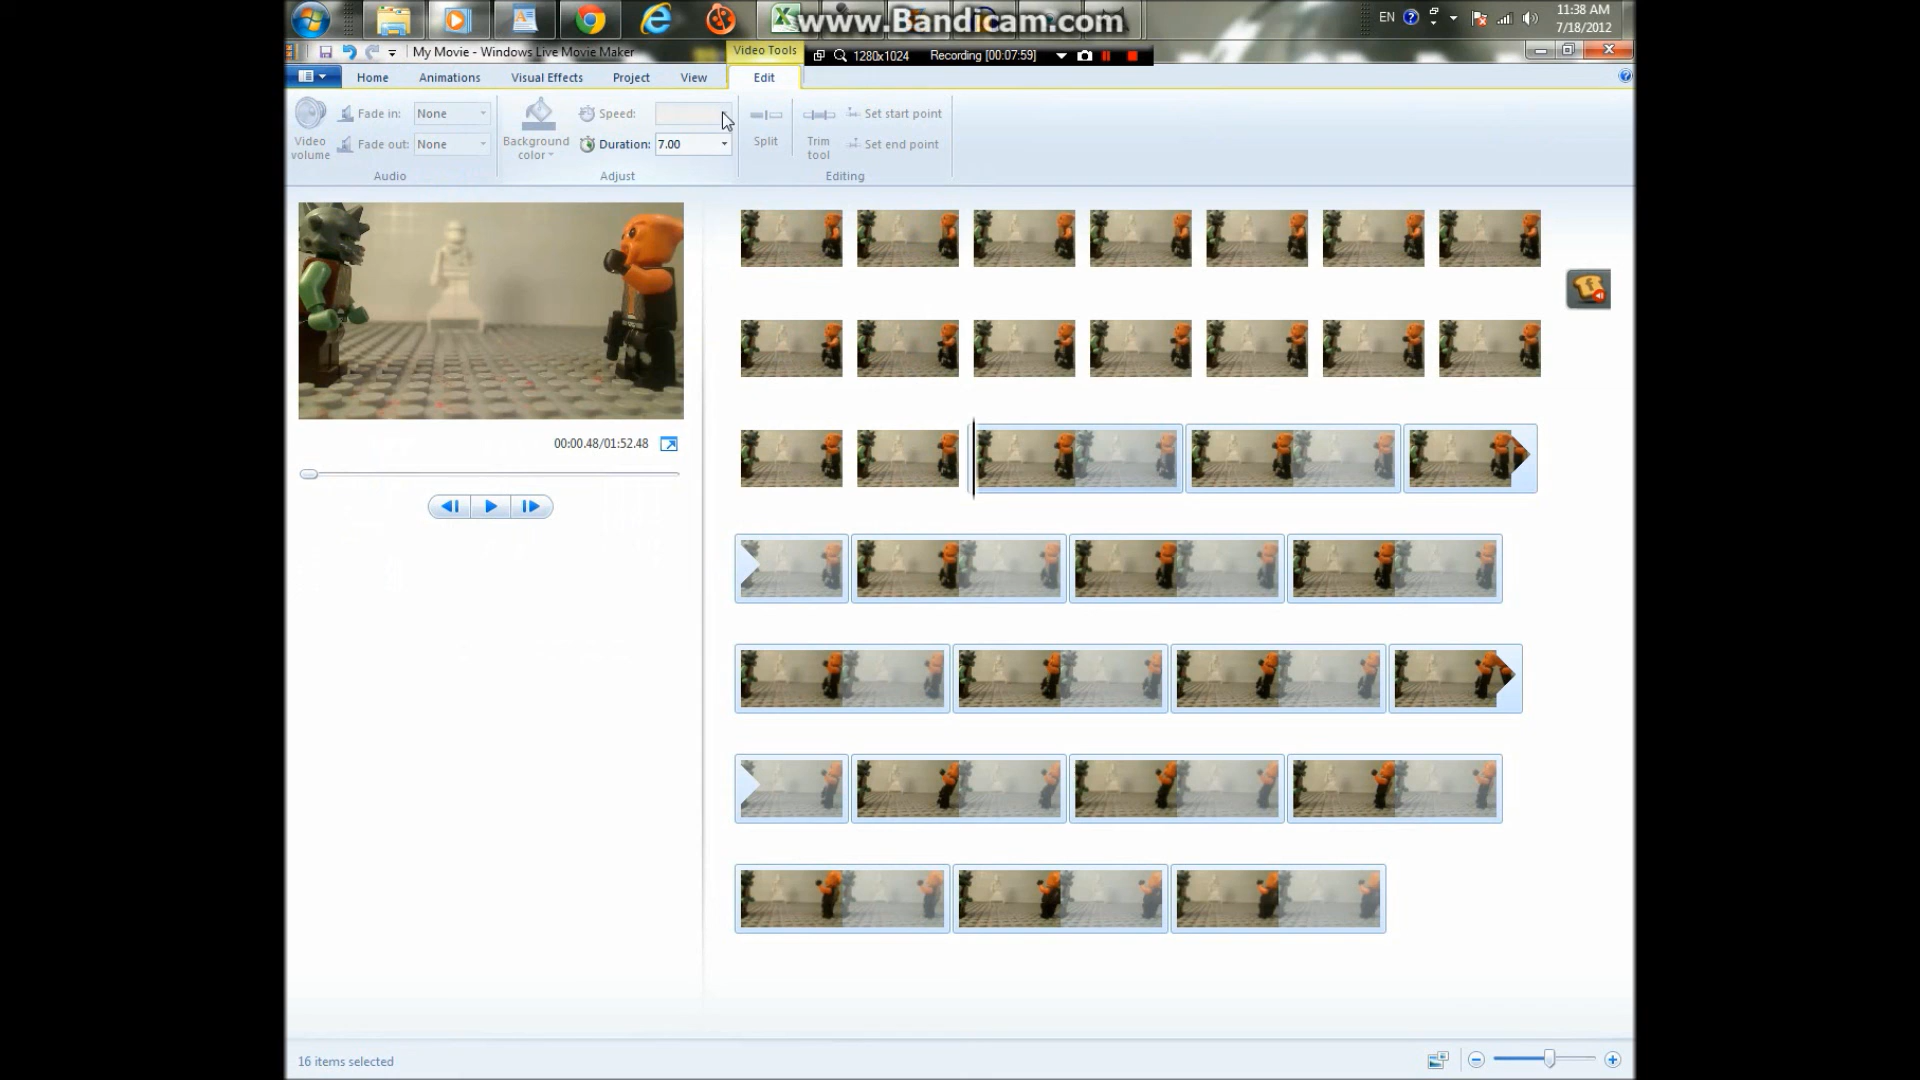 www.Bandicam.com
EN
11:38 AM
7/18/2012
My Movie - Windows Live Movie Maker
Video Tools
1280x1024
Recording [00:07:59]
Home
Animations
Visual Effects
Project
View
Edit
Video volume
Fade in: None
Fade out: None
Audio
Background color
Speed:
Duration: 7.00
Adjust
Split
Trim tool
Set start point
Set end point
Editing
00:00.48/01:52.48
16 items selected